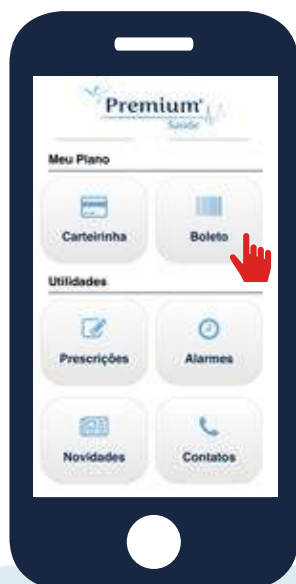 Premium®
Saúde
Meu Plano
Carteirinha Boleto
Utilidades
Prescrições Alarmes
Novidades Contatos